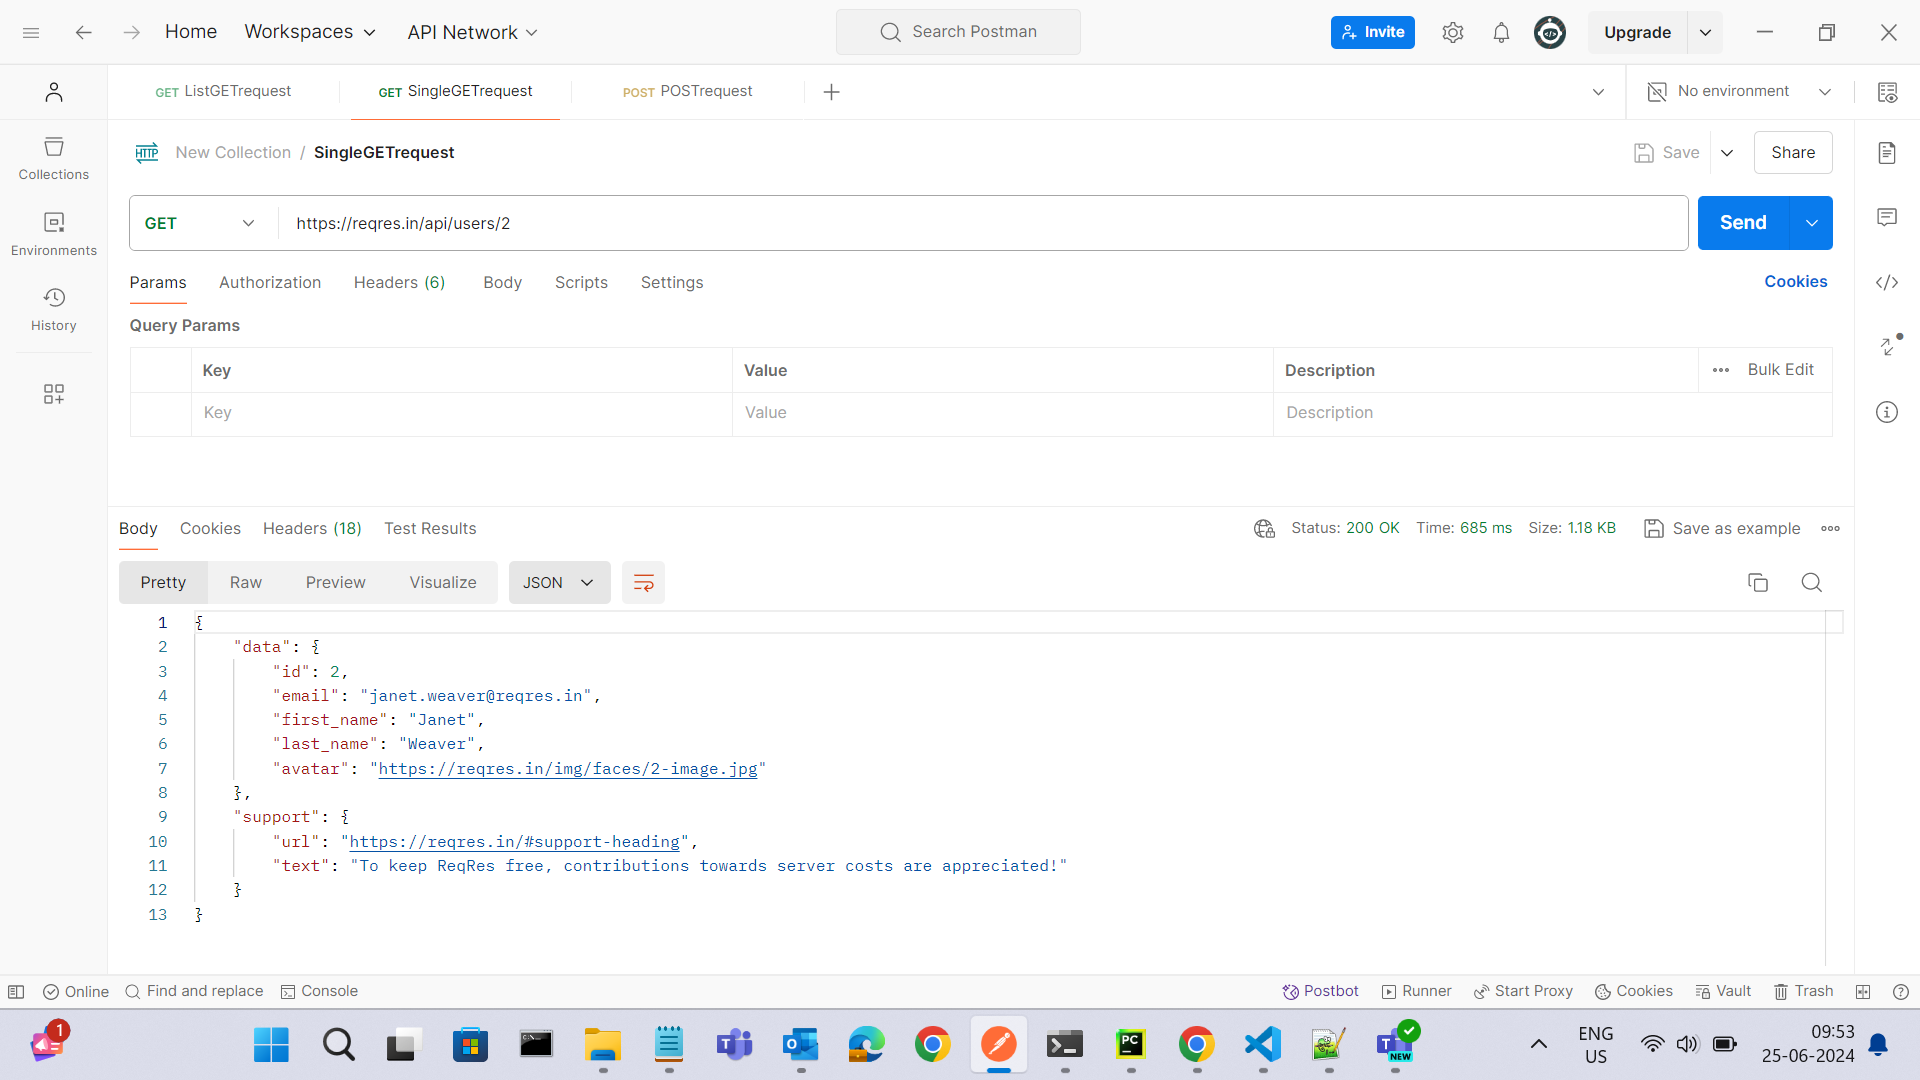 Home Workspaces API Network Search Postman Invite Upgrade
GET ListGETrequest GET SingleGETrequest POST POSTrequest No environment
HTTP New Collection / SingleGETrequest Save Share
Collections
GET https://reqres.in/api/users/2 Send
Environments
Params Authorization Headers (6) Body Scripts Settings Cookies
History
Query Params
Key Value Description Bulk Edit
Key Value Description
Body Cookies Headers (18) Test Results Status: 200 OK Time: 685 ms Size: 1.18 KB Save as example
Pretty Raw Preview Visualize JSON
1 {
2 "data": {
3 "id": 2,
4 "email": "janet.weaver@reqres.in",
5 "first_name": "Janet",
6 "last_name": "Weaver",
7 "avatar": "https://reqres.in/img/faces/2-image.jpg"
8 },
9 "support": {
10 "url": "https://reqres.in/#support-heading",
11 "text": "To keep ReqRes free, contributions towards server costs are appreciated!"
12 }
13 }
Online Find and replace Console Postbot Runner Start Proxy Cookies Vault Trash
1 PC NEW ENG 09:53
US 25-06-2024